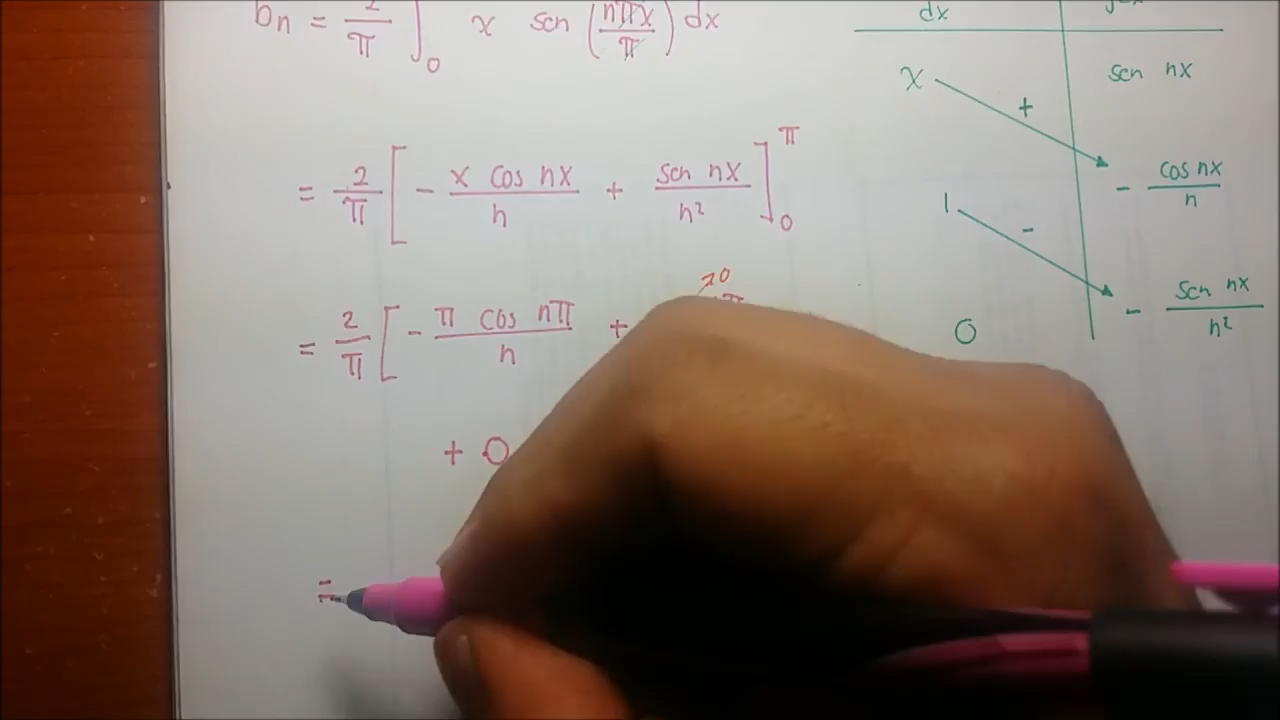 bn = 2/π ∫0 x sen (nπx/π) dx
= 2/π [ - x cos nx / n + sen nx / n² ]0^π
= 2/π [ - π cos nπ / n +
+ 0
=
dx
x + sen nx
1 - - cos nx / n
0 - sen nx / n²